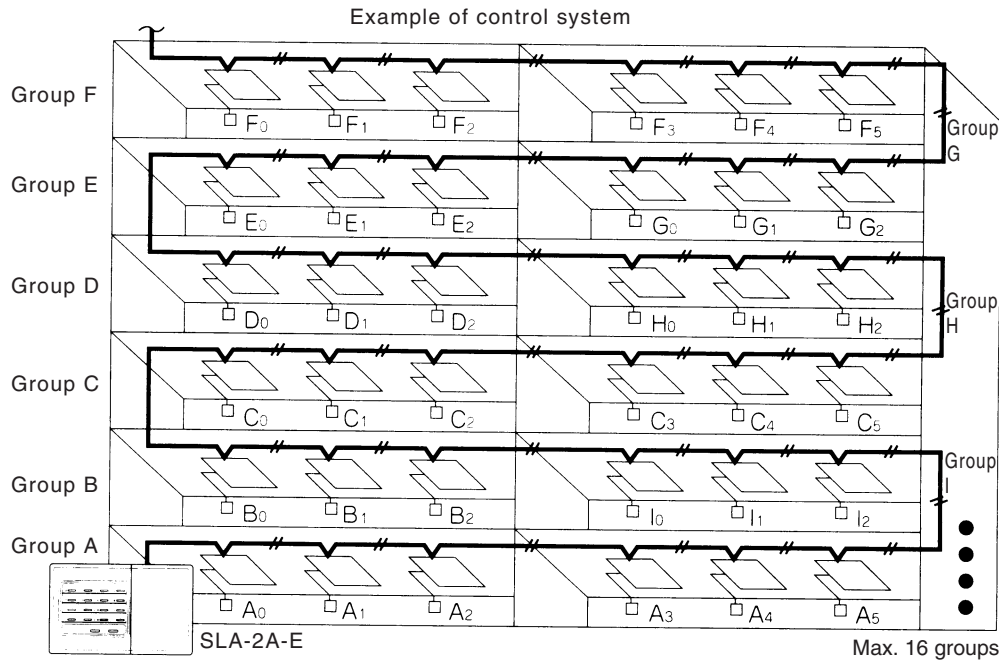 Example of control system
Group F
F0 F1 F2 F3 F4 F5
Group G
Group E
E0 E1 E2 G0 G1 G2
Group D
D0 D1 D2 H0 H1 H2
Group H
Group C
C0 C1 C2 C3 C4 C5
Group I
Group B
B0 B1 B2 I0 I1 I2
Group A
A0 A1 A2 A3 A4 A5
SLA-2A-E
Max. 16 groups